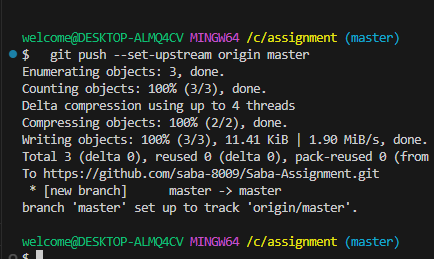 welcome@DESKTOP-ALMQ4CV MINGW64 /c/assignment (master)
$   git push --set-upstream origin master
Enumerating objects: 3, done.
Counting objects: 100% (3/3), done.
Delta compression using up to 4 threads
Compressing objects: 100% (2/2), done.
Writing objects: 100% (3/3), 11.41 KiB | 1.90 MiB/s, done.
Total 3 (delta 0), reused 0 (delta 0), pack-reused 0 (from
To https://github.com/saba-8009/Saba-Assignment.git
 * [new branch]      master -> master
branch 'master' set up to track 'origin/master'.
welcome@DESKTOP-ALMQ4CV MINGW64 /c/assignment (master)
$